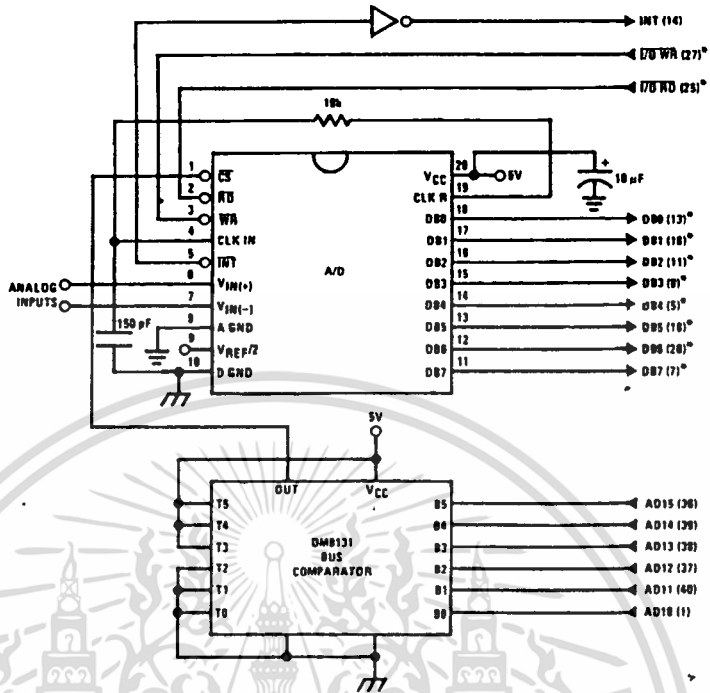 INT (14)
I/O WR (27)*
I/O RD (25)*
10k
1 CS
2 RD
3 WR
4 CLK IN
5 INT
6 VIN(+)
7 VIN(-)
8 A GND
9 VREF/2
10 D GND
A/D
VCC 20
5V
10 μF
+
CLK R 19
DB0 18
DB1 17
DB2 16
DB3 15
DB4 14
DB5 13
DB6 12
DB7 11
DB0 (13)*
DB1 (16)*
DB2 (11)*
DB3 (9)*
DB4 (5)*
DB5 (18)*
DB6 (20)*
DB7 (7)*
ANALOG
INPUTS
150 pF
5V
OUT
VCC
T5
T4
T3
T2
T1
T0
DM8131
BUS
COMPARATOR
B5
B4
B3
B2
B1
B0
AD15 (36)
AD14 (39)
AD13 (38)
AD12 (37)
AD11 (40)
AD10 (1)